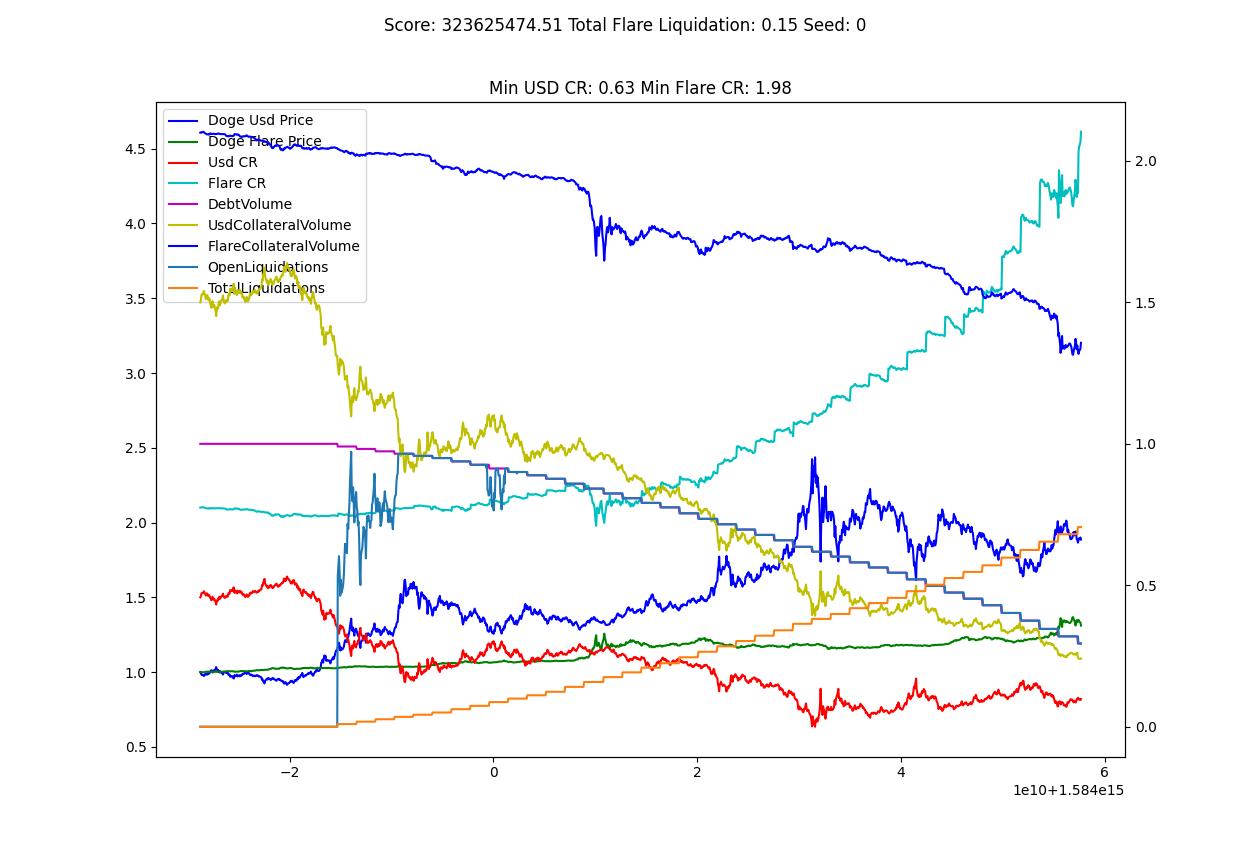 Score: 323625474.51 Total Flare Liquidation: 0.15 Seed: 0
Min USD CR: 0.63 Min Flare CR: 1.98
Doge Usd Price
Doge Flare Price
Usd CR
Flare CR
DebtVolume
UsdCollateralVolume
FlareCollateralVolume
OpenLiquidations
TotalLiquidations
4.5
4.0
3.5
3.0
2.5
2.0
1.5
1.0
0.5
2.0
1.5
1.0
0.5
0.0
−2
0
2
4
6
1e10+1.584e15